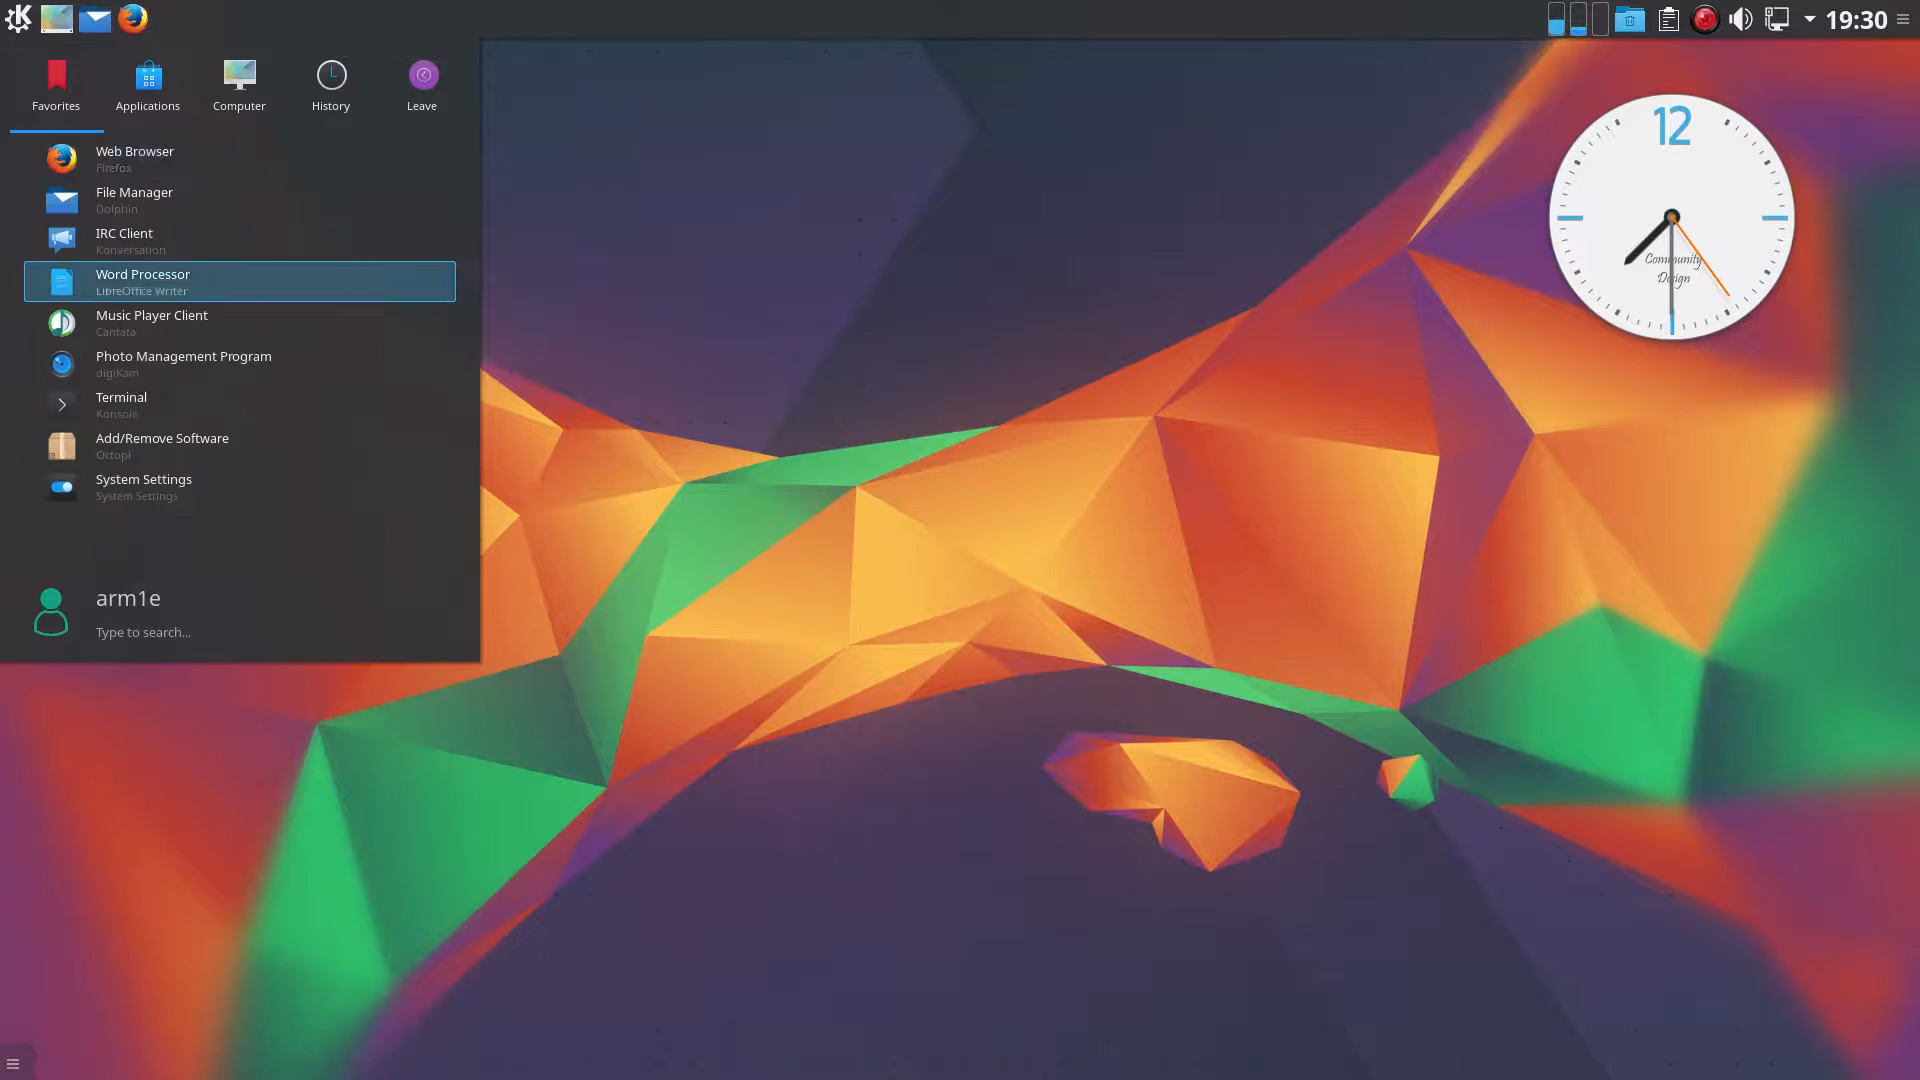 19:30
Favorites
Applications
Computer
History
Leave
Web Browser
Firefox
File Manager
Dolphin
IRC Client
Konversation
Word Processor
LibreOffice Writer
Music Player Client
Cantata
Photo Management Program
digiKam
Terminal
Konsole
Add/Remove Software
Octopi
System Settings
System Settings
arm1e
Type to search...
12
Community
Design